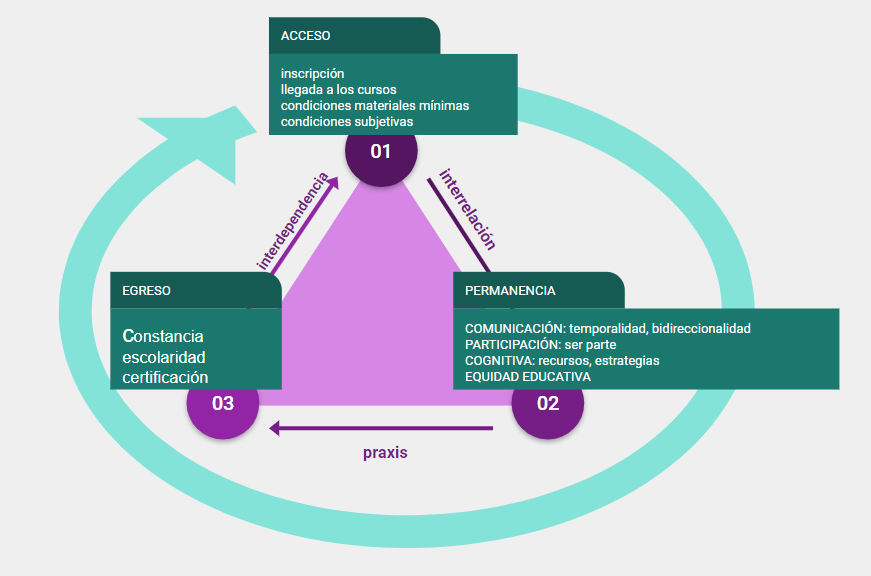 ACCESO
inscripción
llegada a los cursos
condiciones materiales mínimas
condiciones subjetivas
01
interdependencia
interrelación
EGRESO
Constancia
escolaridad
certificación
03
PERMANENCIA
COMUNICACIÓN: temporalidad, bidireccionalidad
PARTICIPACIÓN: ser parte
COGNITIVA: recursos, estrategias
EQUIDAD EDUCATIVA
02
praxis